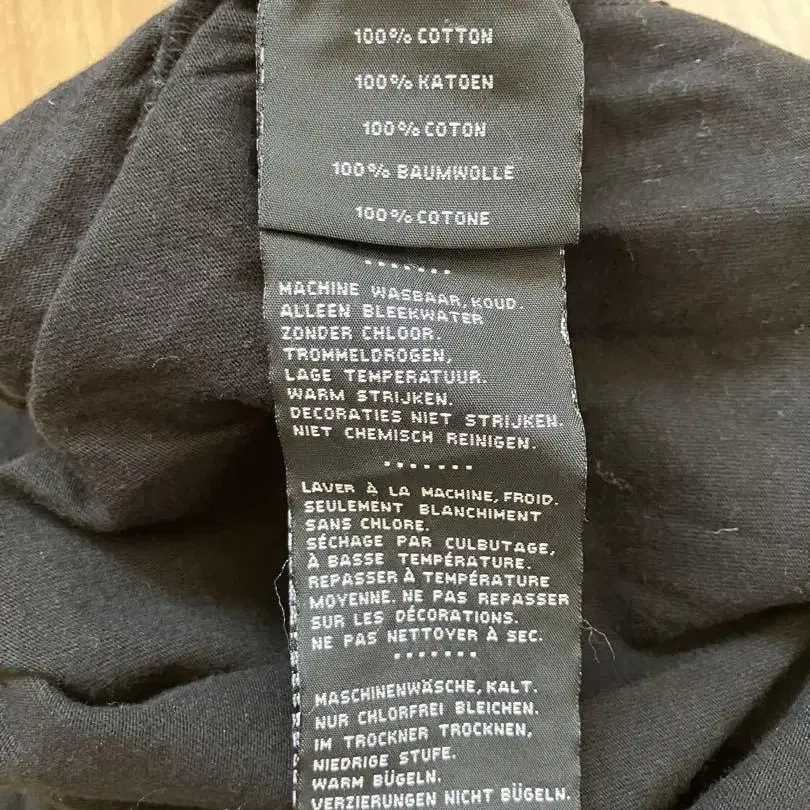 100% COTTON
100% KATOEN
100% COTON
100% BAUMWOLLE
100% COTONE
MACHINE WASBAAR, KOUD.
ALLEEN BLEEKWATER
ZONDER CHLOOR.
TROMMELDROGEN,
LAGE TEMPERATUUR.
WARM STRIJKEN.
DECORATIES NIET STRIJKEN.
NIET CHEMISCH REINIGEN.
LAVER À LA MACHINE, FROID.
SEULEMENT BLANCHIMENT
SANS CHLORE.
SÉCHAGE PAR CULBUTAGE,
À BASSE TEMPÉRATURE.
REPASSER À TEMPÉRATURE
MOYENNE. NE PAS REPASSER
SUR LES DÉCORATIONS.
NE PAS NETTOYER À SEC.
MASCHINENWÄSCHE, KALT.
NUR CHLORFREI BLEICHEN.
IM TROCKNER TROCKNEN,
NIEDRIGE STUFE.
WARM BÜGELN.
VERZIERUNGEN NICHT BÜGELN.